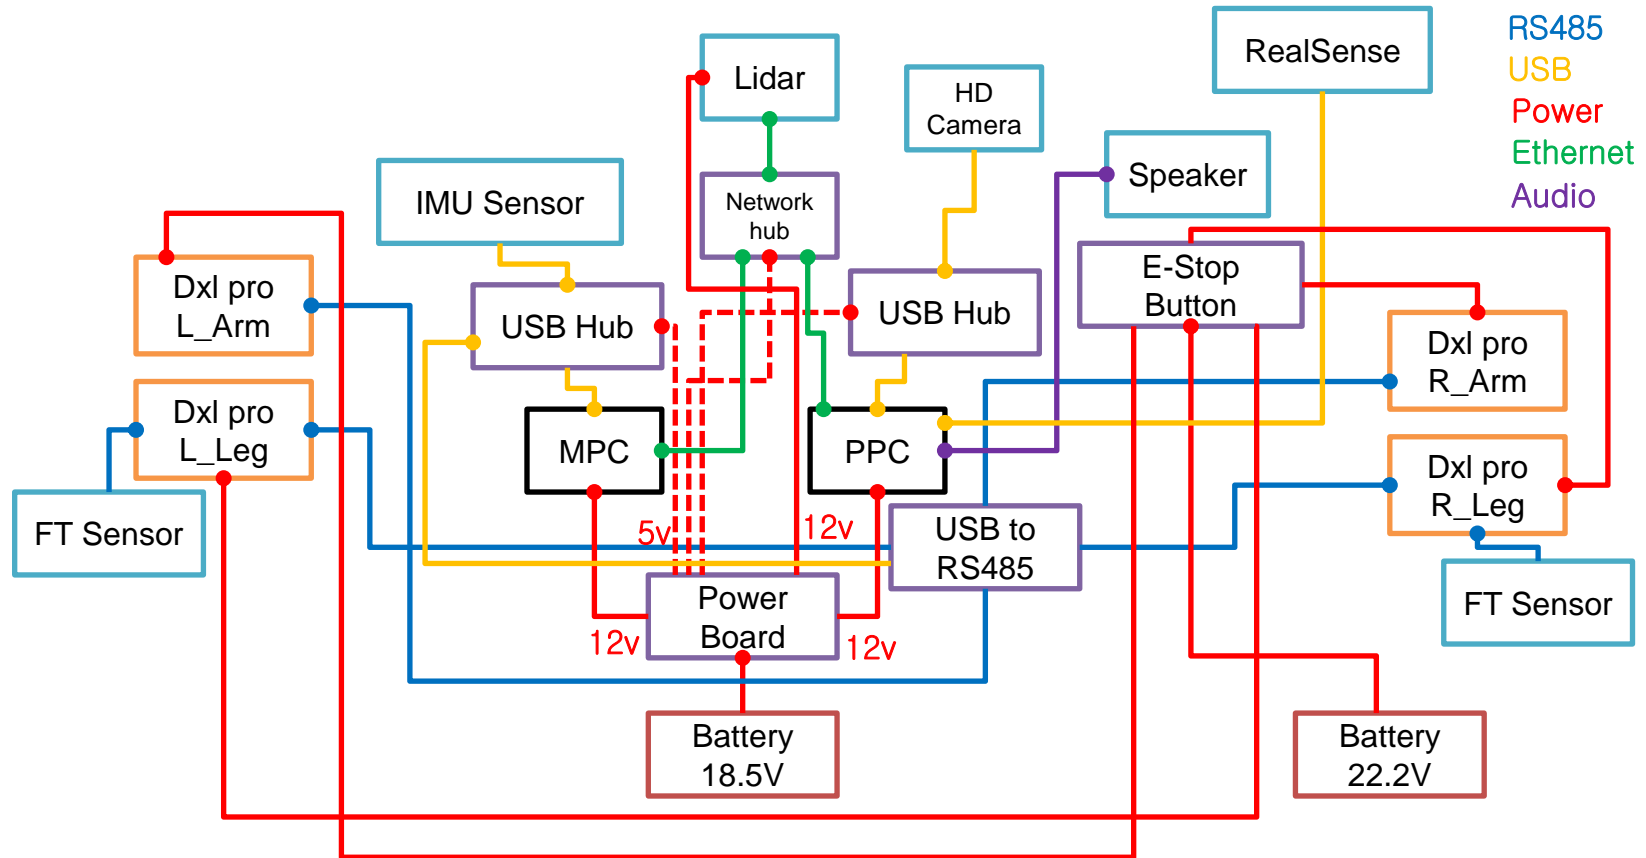 RealSense
RS485
USB
Power
Ethernet
Audio
Lidar
HD
Camera
Speaker
IMU Sensor
Network
hub
E-Stop
Button
Dxl pro
L_Arm
USB Hub
USB Hub
Dxl pro
R_Arm
Dxl pro
L_Leg
MPC
PPC
Dxl pro
R_Leg
FT Sensor
5v
12v
USB to
RS485
FT Sensor
Power
Board
12v
12v
Battery
18.5V
Battery
22.2V